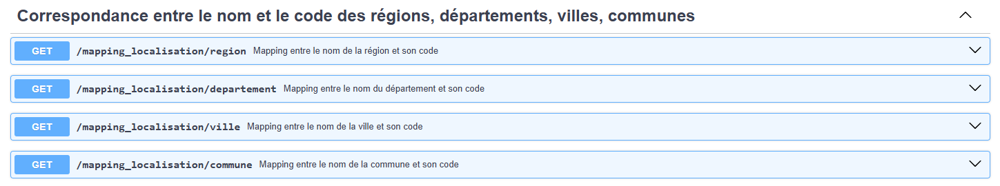 Correspondance entre le nom et le code des régions, départements, villes, communes
GET /mapping_localisation/region Mapping entre le nom de la région et son code
GET /mapping_localisation/departement Mapping entre le nom du département et son code
GET /mapping_localisation/ville Mapping entre le nom de la ville et son code
GET /mapping_localisation/commune Mapping entre le nom de la commune et son code